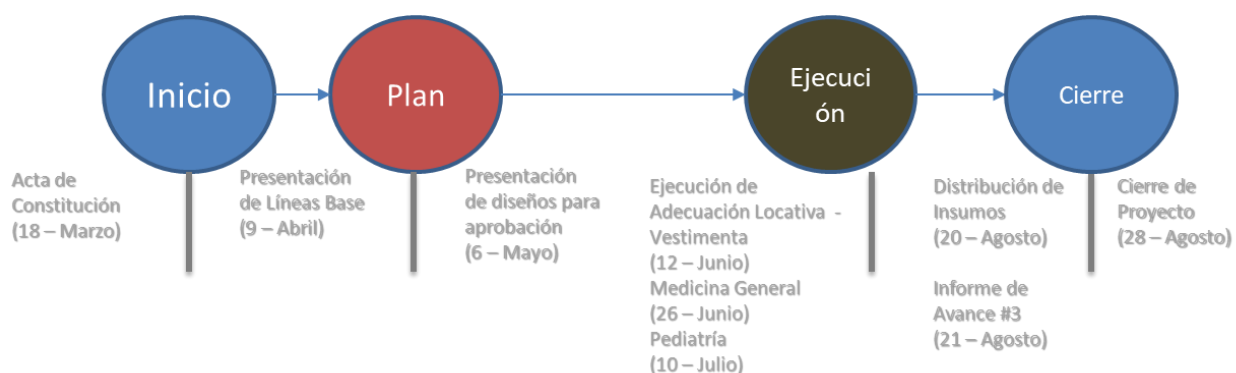 Inicio
Plan
Ejecuci
ón
Cierre
Acta de
Constitución
(18 – Marzo)
Presentación
de Líneas Base
(9 – Abril)
Presentación
de diseños para
aprobación
(6 – Mayo)
Ejecución de
Adecuación Locativa -
Vestimenta
(12 – Junio)
Medicina General
(26 – Junio)
Pediatría
(10 – Julio)
Distribución de
Insumos
(20 – Agosto)
Informe de
Avance #3
(21 – Agosto)
Cierre de
Proyecto
(28 – Agosto)